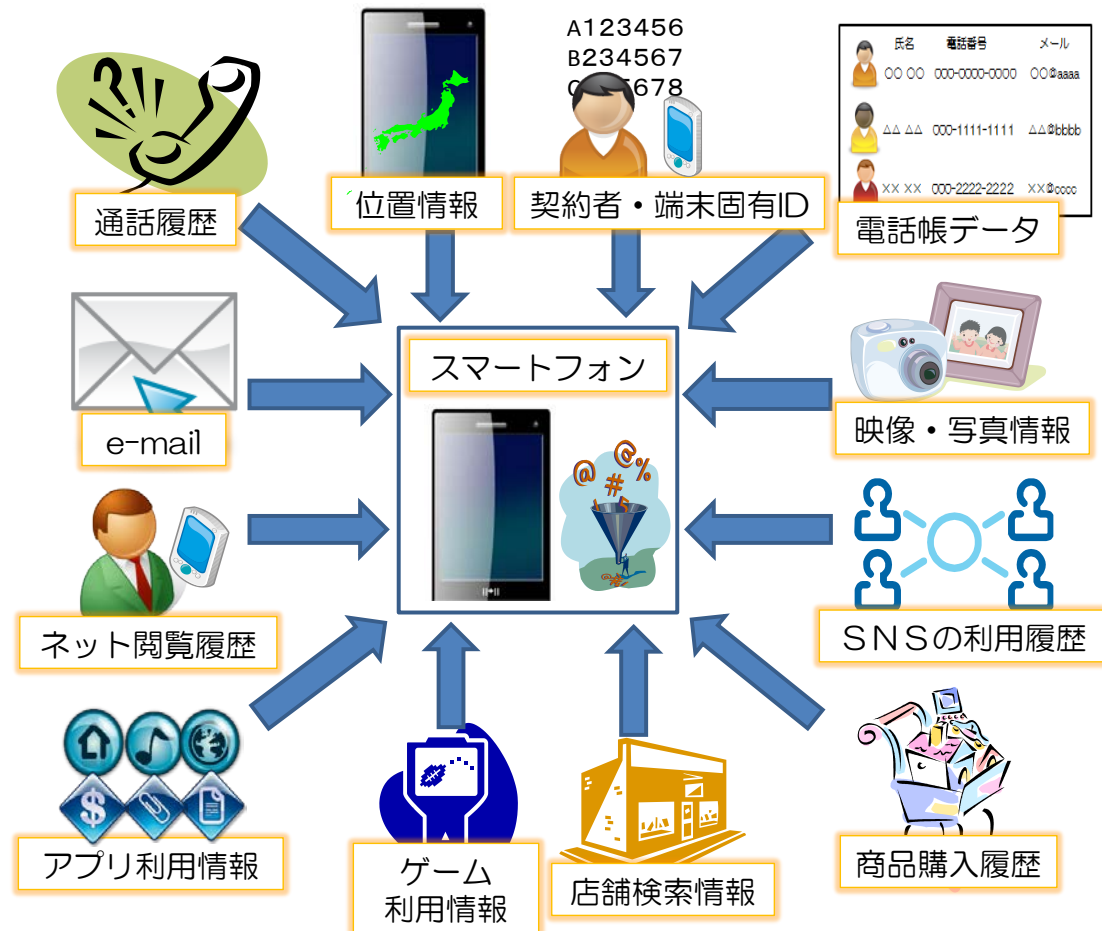 A123456
B234567
5678
氏名 電話番号 メール
〇〇 〇〇 000-0000-0000 〇〇@aaaa
△△ △△ 000-1111-1111 △△@bbbb
×× ×× 000-2222-2222 ××@cccc
通話履歴
位置情報
契約者・端末固有ID
電話帳データ
スマートフォン
e-mail
映像・写真情報
@ @ % #
ネット閲覧履歴
SNSの利用履歴
$
アプリ利用情報
ゲーム
利用情報
店舗検索情報
商品購入履歴